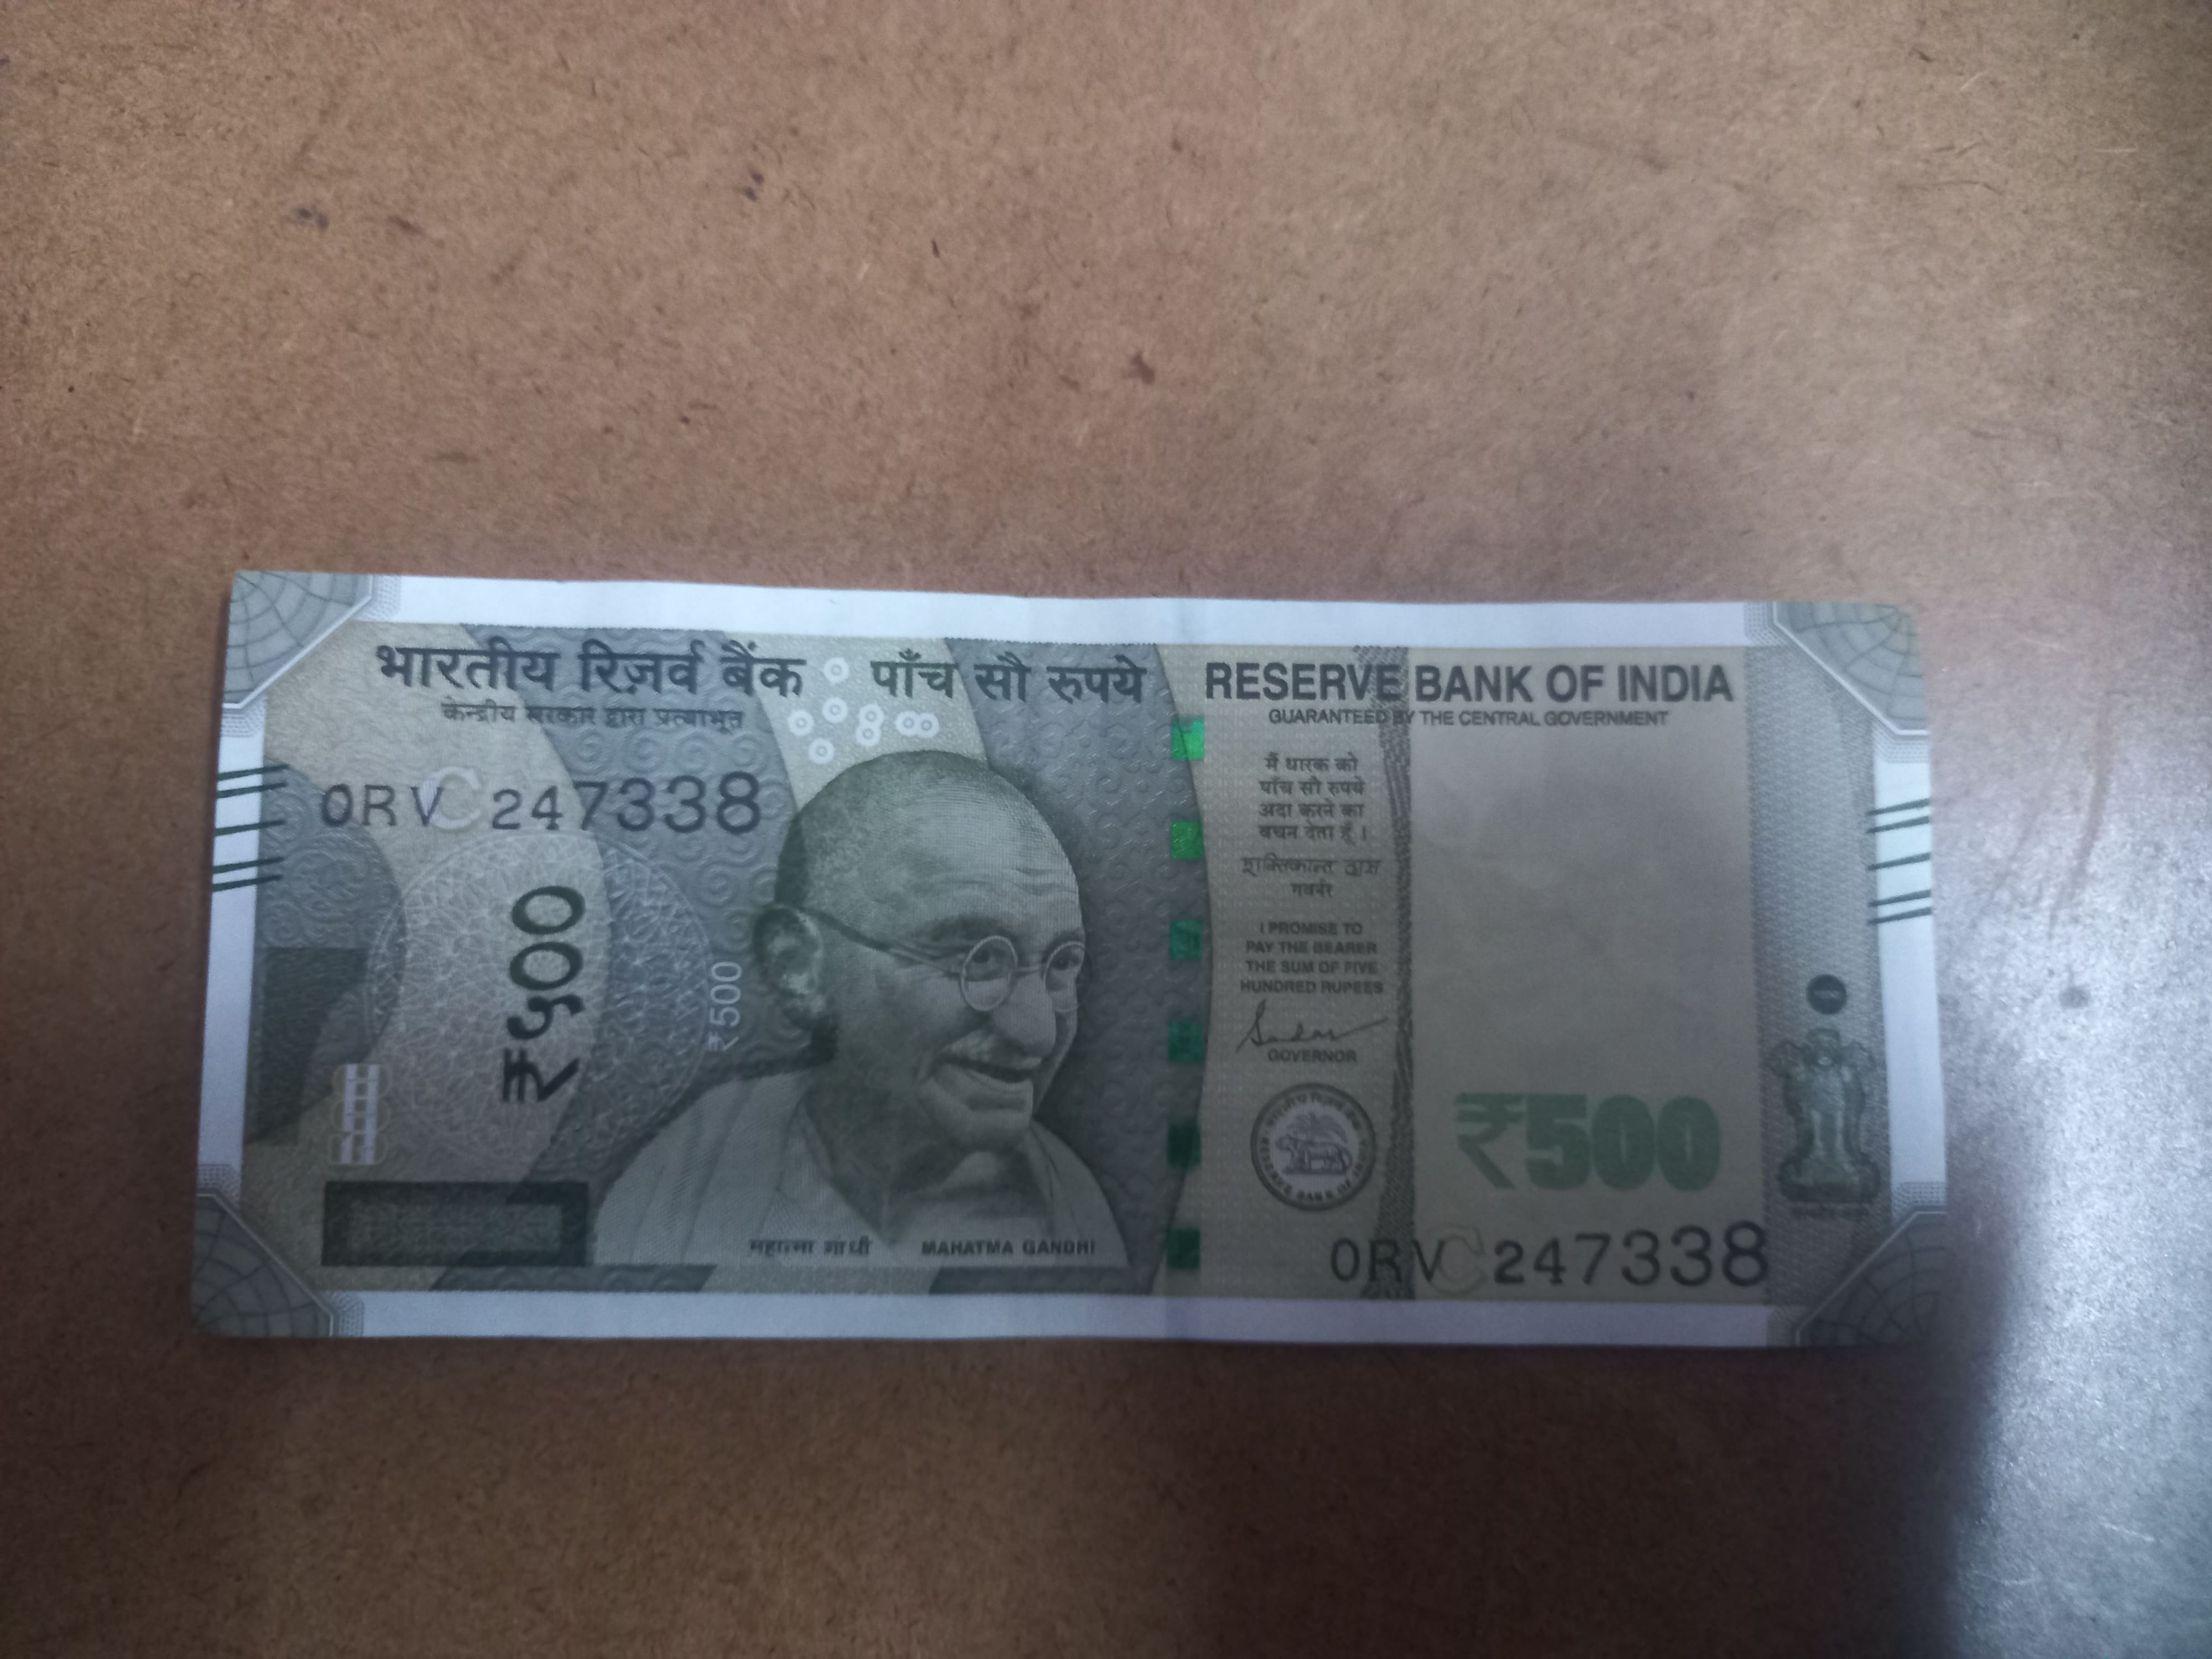 भारतीय रिज़र्व बैंक
केन्द्रीय सरकार द्वारा प्रत्याभूत
पाँच सौ रुपये
RESERVE BANK OF INDIA
GUARANTEED BY THE CENTRAL GOVERNMENT
0RV C 247338
₹५००
₹500
मैं धारक को
पाँच सौ रुपये
अदा करने का
वचन देता हूँ ।
शक्तिकान्त दास
गवर्नर
I PROMISE TO
PAY THE BEARER
THE SUM OF FIVE
HUNDRED RUPEES
GOVERNOR
₹500
महात्मा गांधी
MAHATMA GANDHI
0RV C 247338